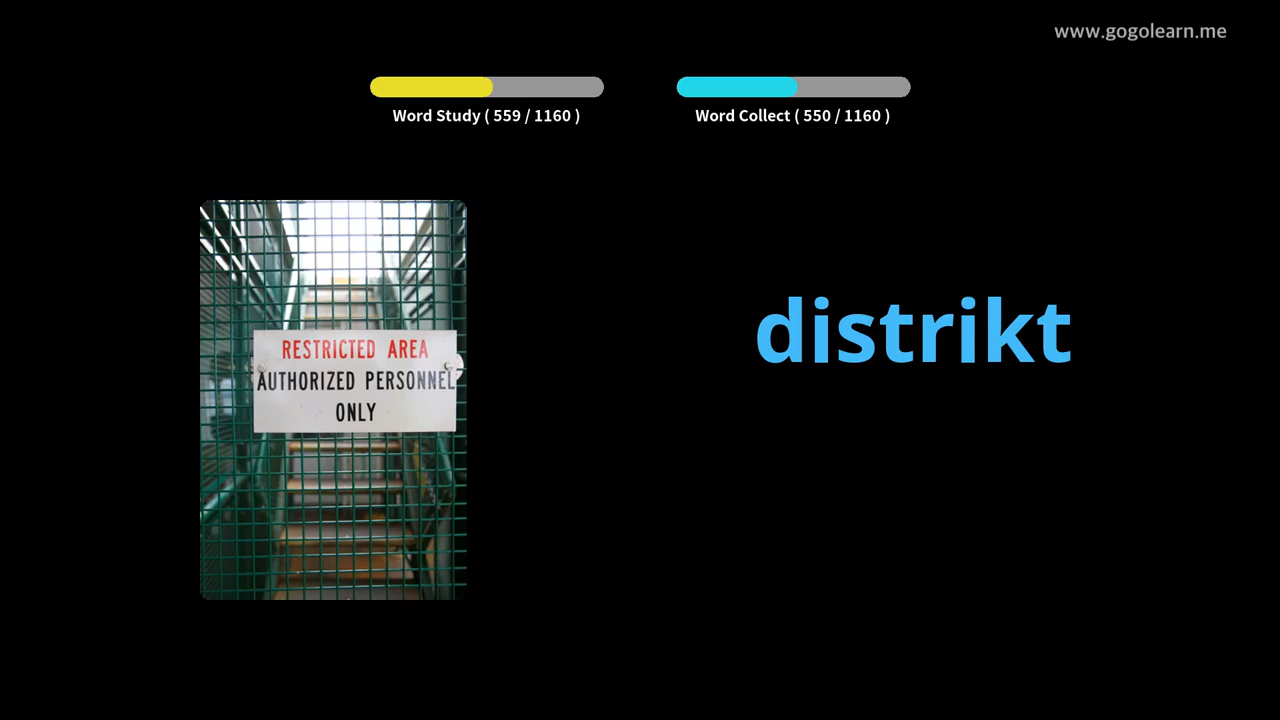 www.gogolearn.me
Word Study ( 559 / 1160 )
Word Collect ( 550 / 1160 )
RESTRICTED AREA
AUTHORIZED PERSONNEL
ONLY
distrikt